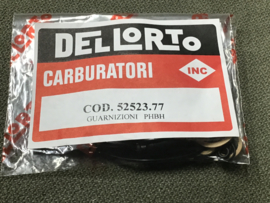 DELLORTO
CARBURATORI
INC
COD. 52523.77
GUARNIZIONI PHBH